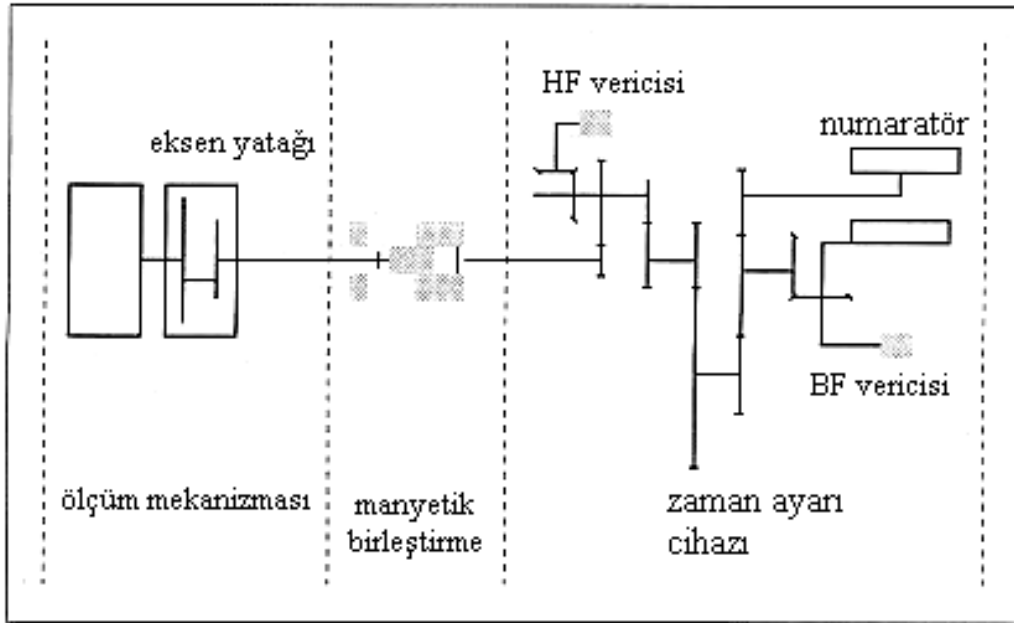 HF vericisi
numaratör
eksen yatağı
BF vericisi
ölçüm mekanizması
manyetik
birleştirme
zaman ayarı
cihazı